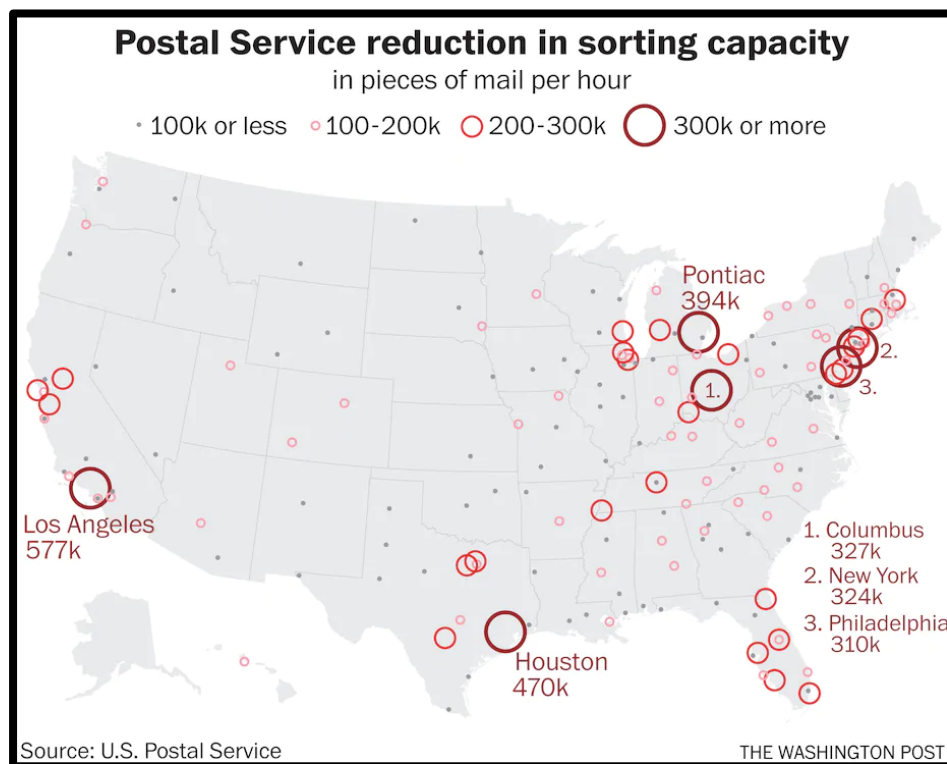 Postal Service reduction in sorting capacity
in pieces of mail per hour
100k or less 100-200k 200-300k 300k or more
Pontiac
394k
2.
1.
3.
Los Angeles
577k
1. Columbus
327k
2. New York
324k
3. Philadelphia
310k
Houston
470k
Source: U.S. Postal Service
THE WASHINGTON POST